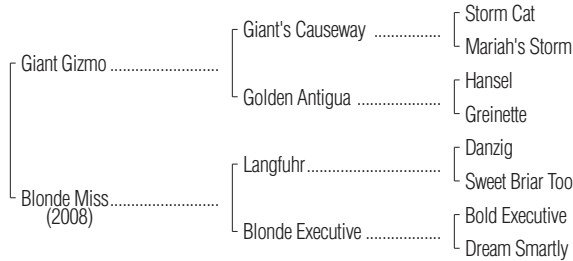 Storm Cat
Giant's Causeway ..................
Mariah's Storm
Giant Gizmo ........................
Hansel
Golden Antigua ...................
Greinette
Danzig
Langfuhr..............................
Sweet Briar Too
Blonde Miss........................
(2008)
Bold Executive
Blonde Executive .................
Dream Smartly